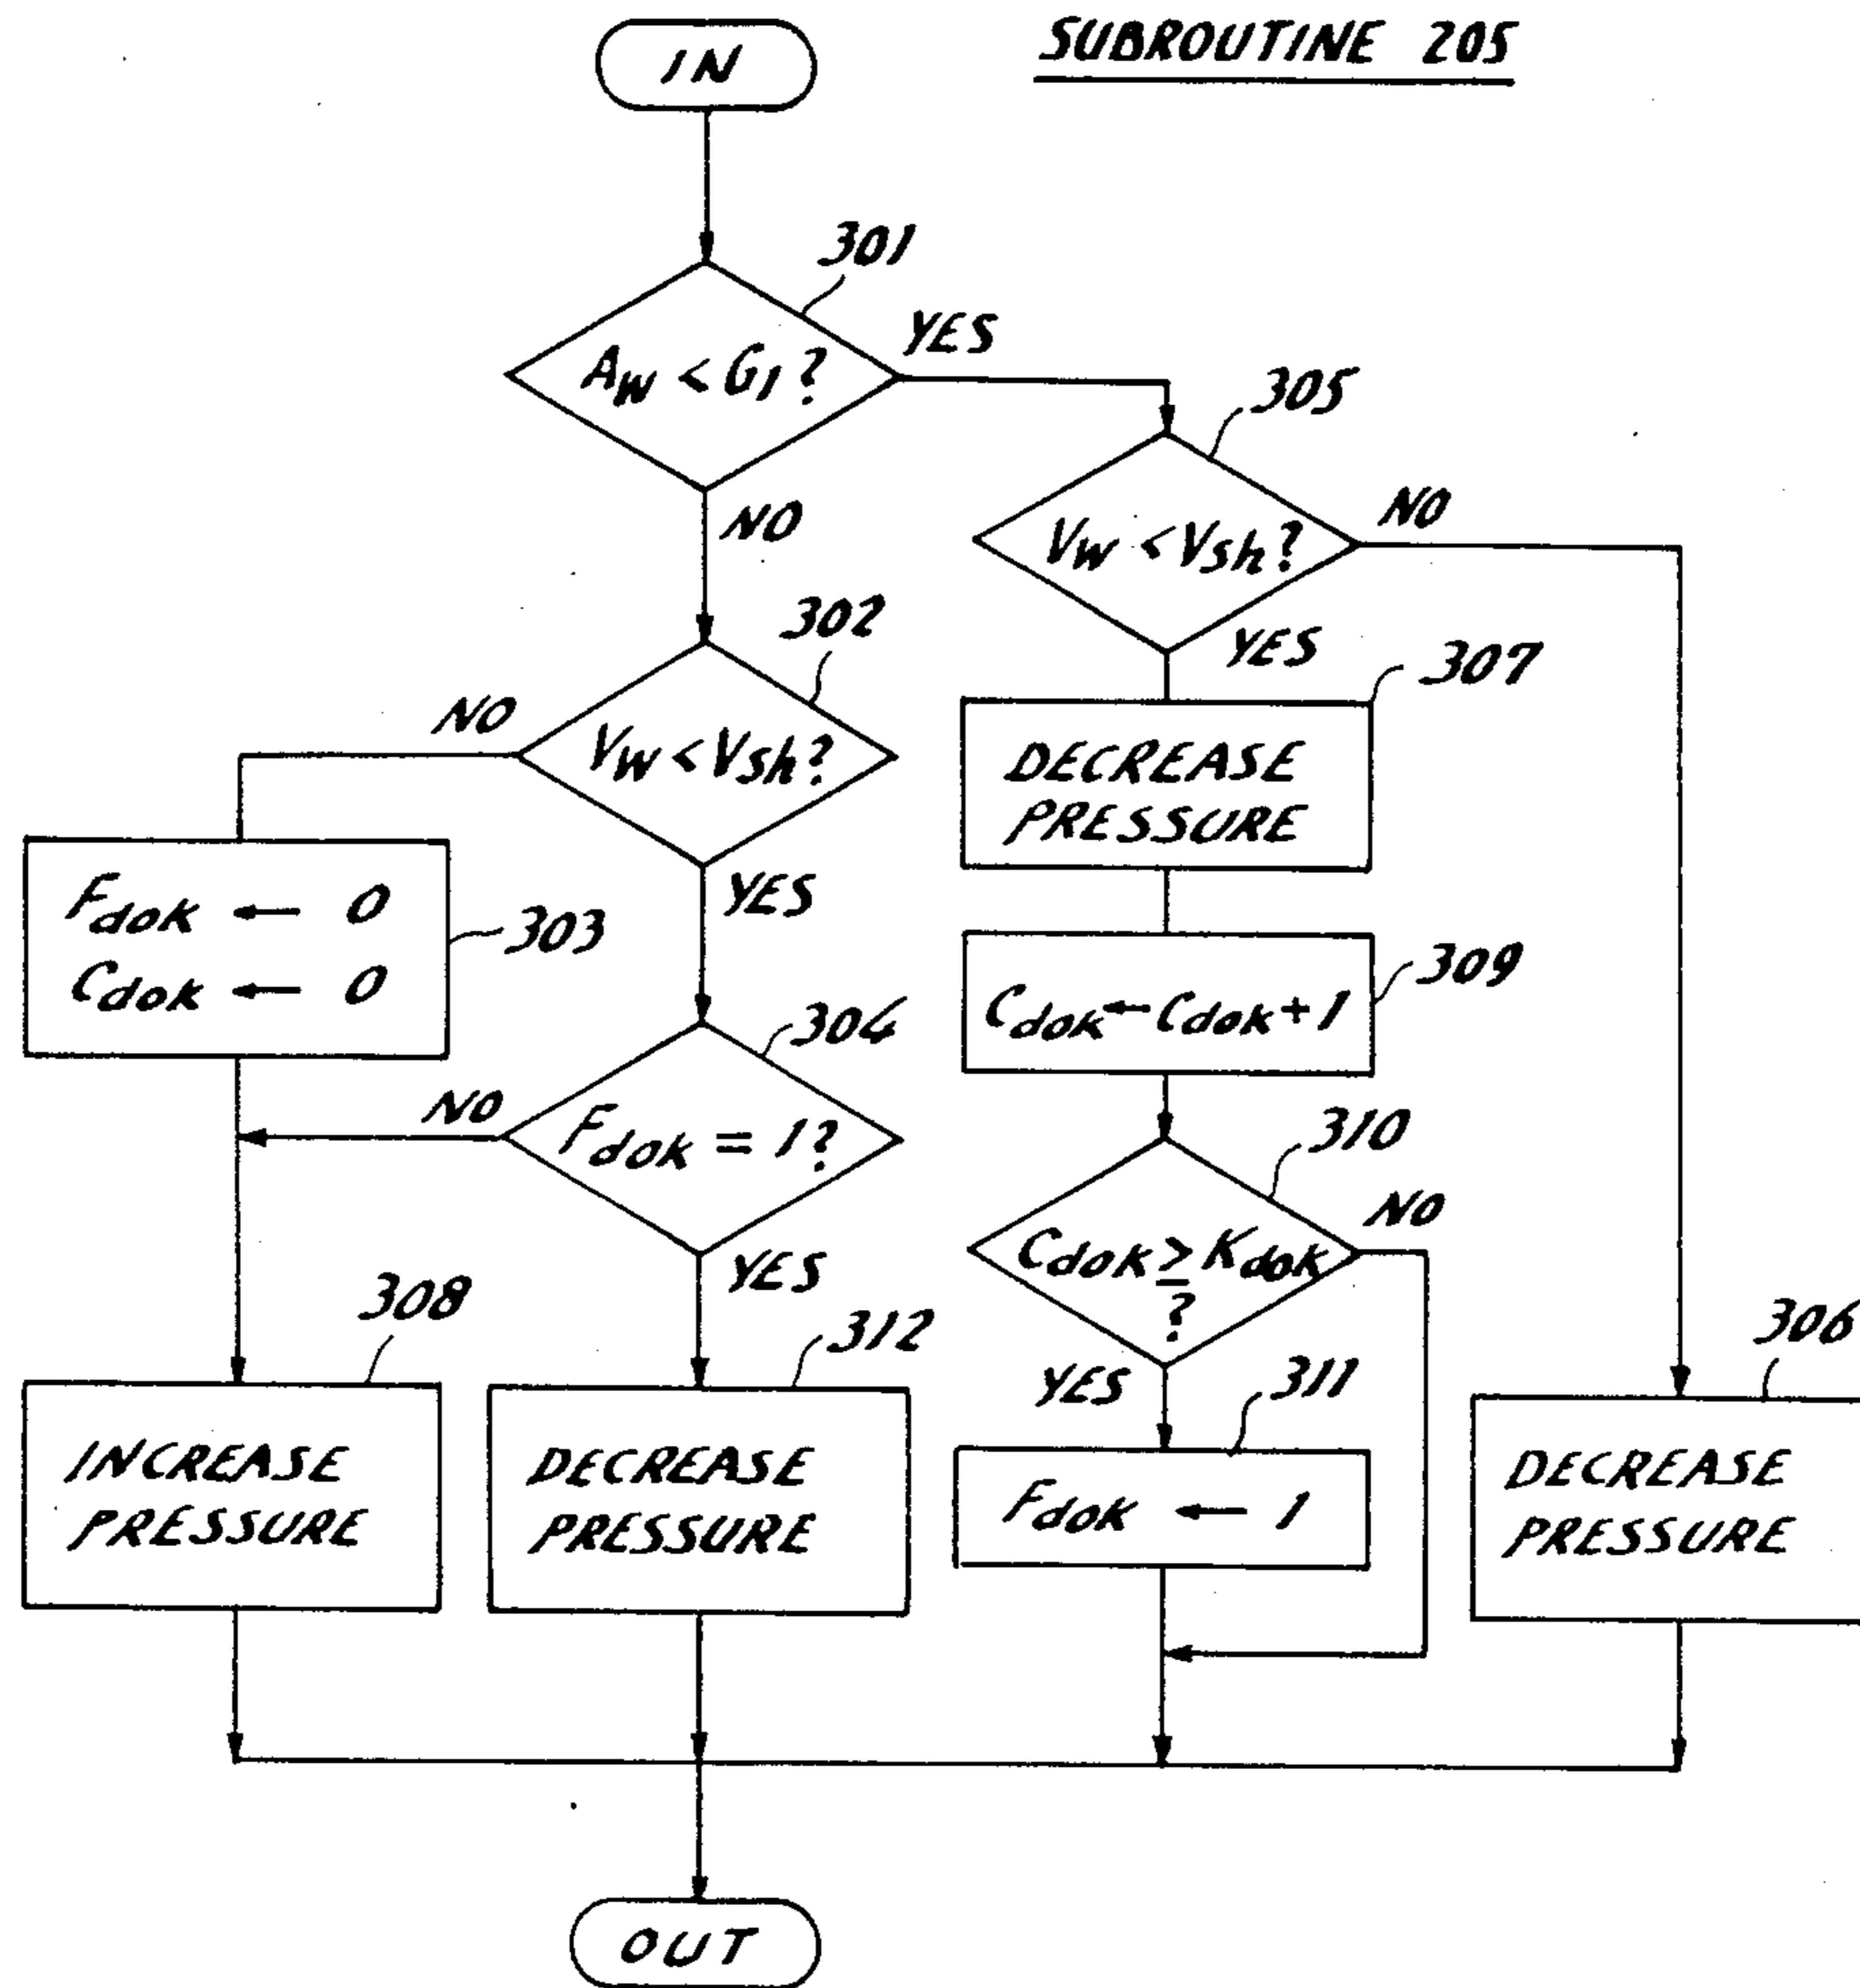 SUBROUTINE 205
IN
301
Aw < G1 ?
YES
NO
305
Vw < Vsh ?
NO
YES
302
Vw < Vsh ?
NO
YES
307
DECREASE
PRESSURE
Fdok ← 0
Cdok ← 0
303
309
Cdok ← Cdok + 1
304
Fdok = 1 ?
NO
YES
310
Cdok ≥ Kdok
?
NO
YES
308
INCREASE
PRESSURE
312
DECREASE
PRESSURE
311
Fdok ← 1
306
DECREASE
PRESSURE
OUT